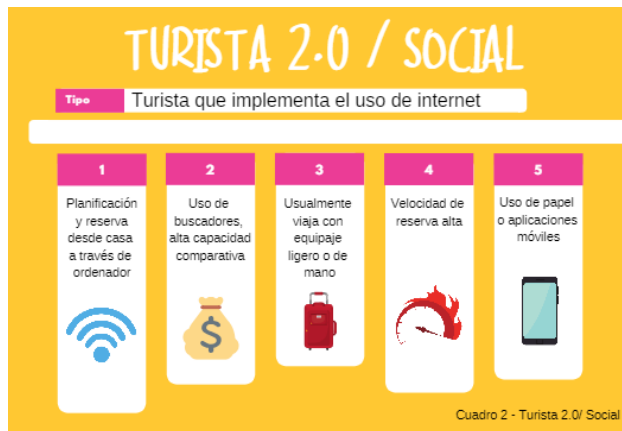 TURISTA 2.0 / SOCIAL
Tipo
Turista que implementa el uso de internet
1
Planificación
y reserva
desde casa
a través de
ordenador
2
Uso de
buscadores,
alta capacidad
comparativa
$
3
Usualmente
viaja con
equipaje
ligero o de
mano
4
Velocidad de
reserva alta
5
Uso de papel
o aplicaciones
móviles
Cuadro 2 - Turista 2.0/ Social